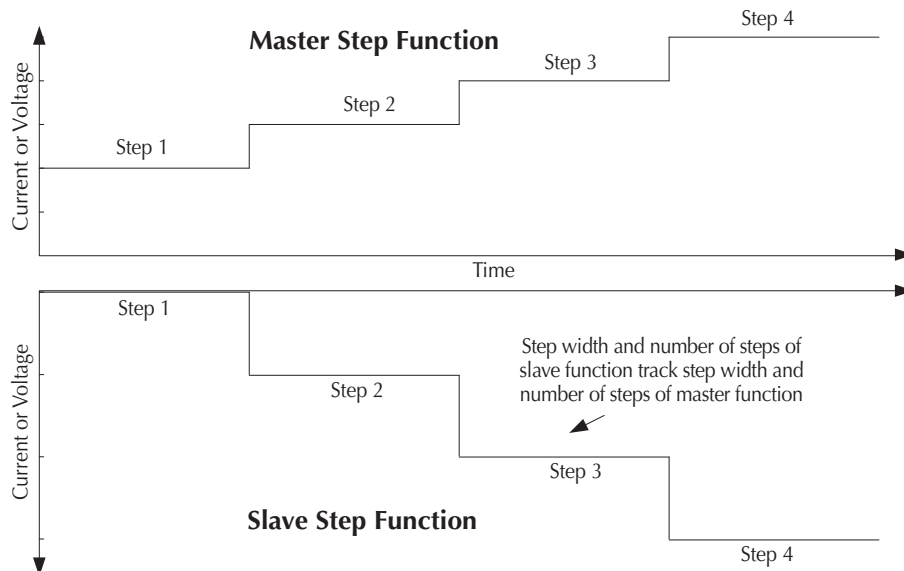 Step 4
Master Step Function
Step 3
Step 2
Step 1
Current or Voltage
Time
Step 1
Step 2
Step width and number of steps of
slave function track step width and
number of steps of master function
Current or Voltage
Step 3
Slave Step Function
Step 4